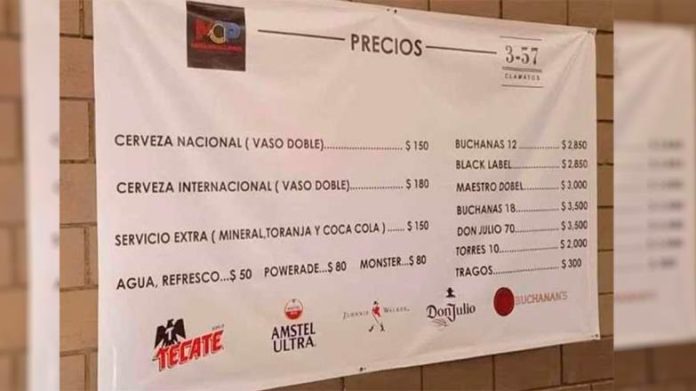 PRECIOS
3-57
CLAMATOS
CERVEZA NACIONAL ( VASO DOBLE)........................ $ 150
CERVEZA INTERNACIONAL ( VASO DOBLE)................. $ 180
SERVICIO EXTRA ( MINERAL,TORANJA Y COCA COLA ) ...... $ 150
AGUA, REFRESCO...$ 50 POWERADE...$ 80 MONSTER...$ 80
BUCHANAS 12 ................ $ 2,850
BLACK LABEL................. $ 2,850
MAESTRO DOBEL............ $ 3,000
BUCHANAS 18................ $ 3,500
DON JULIO 70................ $ 3,500
TORRES 10.................... $ 2,000
TRAGOS........................ $ 300
TECATE
AMSTEL
ULTRA.
JOHNNIE WALKER.
Don Julio
BUCHANAN'S